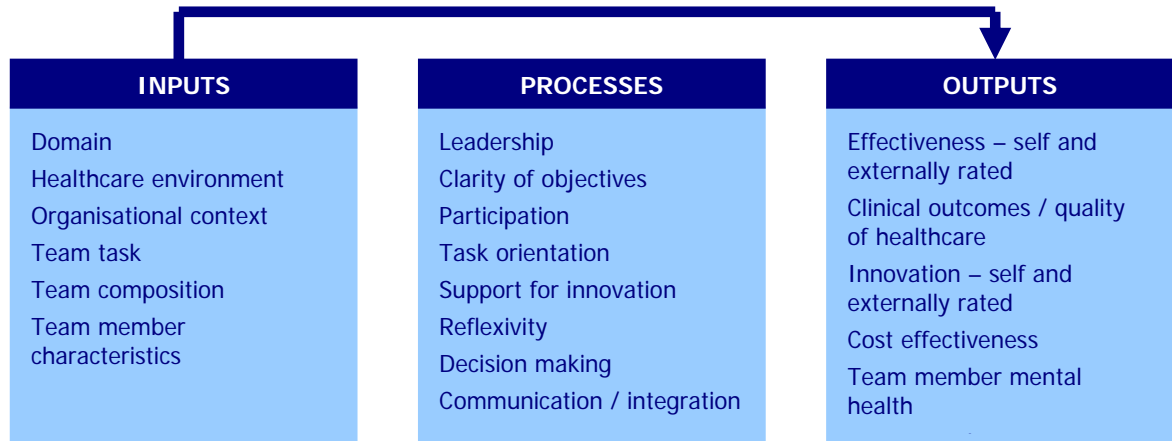 INPUTS
Domain
Healthcare environment
Organisational context
Team task
Team composition
Team member
characteristics
PROCESSES
Leadership
Clarity of objectives
Participation
Task orientation
Support for innovation
Reflexivity
Decision making
Communication / integration
OUTPUTS
Effectiveness – self and
externally rated
Clinical outcomes / quality
of healthcare
Innovation – self and
externally rated
Cost effectiveness
Team member mental
health